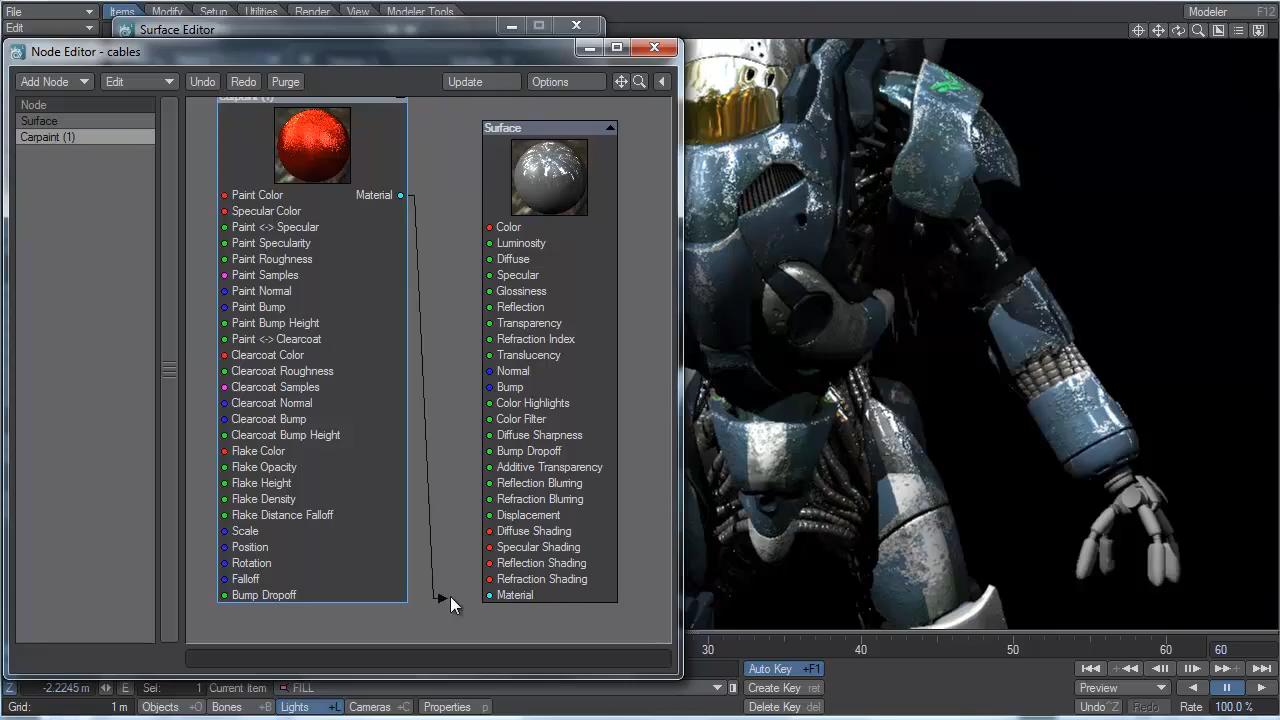 File Items Modify Setup Utilities Render View Modeler Tools Modeler F12
Edit Surface Editor
Node Editor - cables
Add Node Edit Undo Redo Purge Update Options
Node
Surface
Carpaint (1)
Carpaint (1)
Paint Color Material
Specular Color
Paint <-> Specular
Paint Specularity
Paint Roughness
Paint Samples
Paint Normal
Paint Bump
Paint Bump Height
Paint <-> Clearcoat
Clearcoat Color
Clearcoat Roughness
Clearcoat Samples
Clearcoat Normal
Clearcoat Bump
Clearcoat Bump Height
Flake Color
Flake Opacity
Flake Height
Flake Density
Flake Distance Falloff
Scale
Position
Rotation
Falloff
Bump Dropoff
Surface
Color
Luminosity
Diffuse
Specular
Glossiness
Reflection
Transparency
Refraction Index
Translucency
Normal
Bump
Color Highlights
Color Filter
Diffuse Sharpness
Bump Dropoff
Additive Transparency
Reflection Blurring
Refraction Blurring
Displacement
Diffuse Shading
Specular Shading
Reflection Shading
Refraction Shading
Material
30 40 50 60 60
Auto Key +F1
Z -2.2245 m E Sel: 1 Current Item FILL Create Key ret Preview
Grid: 1 m Objects +O Bones +B Lights +L Cameras +C Properties p Delete Key del Undo ^Z Redo Rate 100.0 %